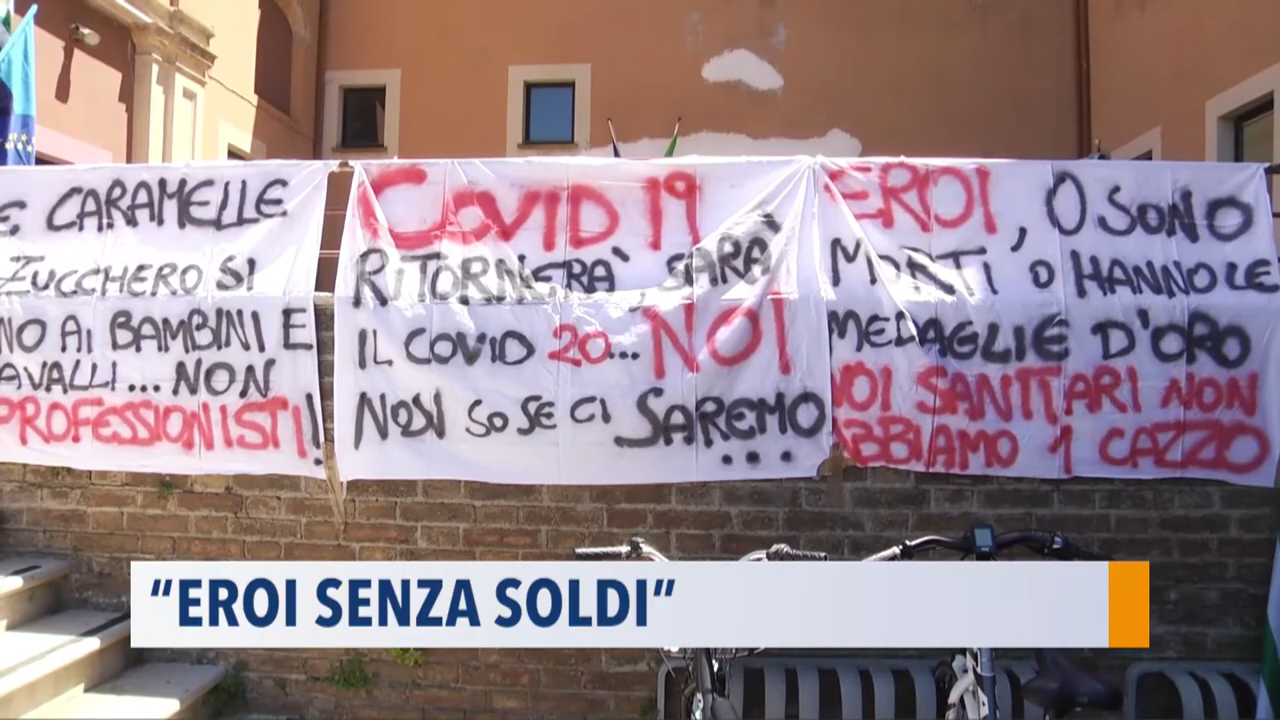 E CARAMELLE
ZUCCHERO SI
NO AI BAMBINI E
AVALLI... NON
PROFESSIONISTI!
COVID 19
RITORNERÀ, SARÀ
IL COVID 20... NOI
NON SO SE CI SAREMO...
EROI, O SONO
MORTI O HANNO LE
MEDAGLIE D'ORO
NOI SANITARI NON
ABBIAMO 1 CAZZO
“EROI SENZA SOLDI”